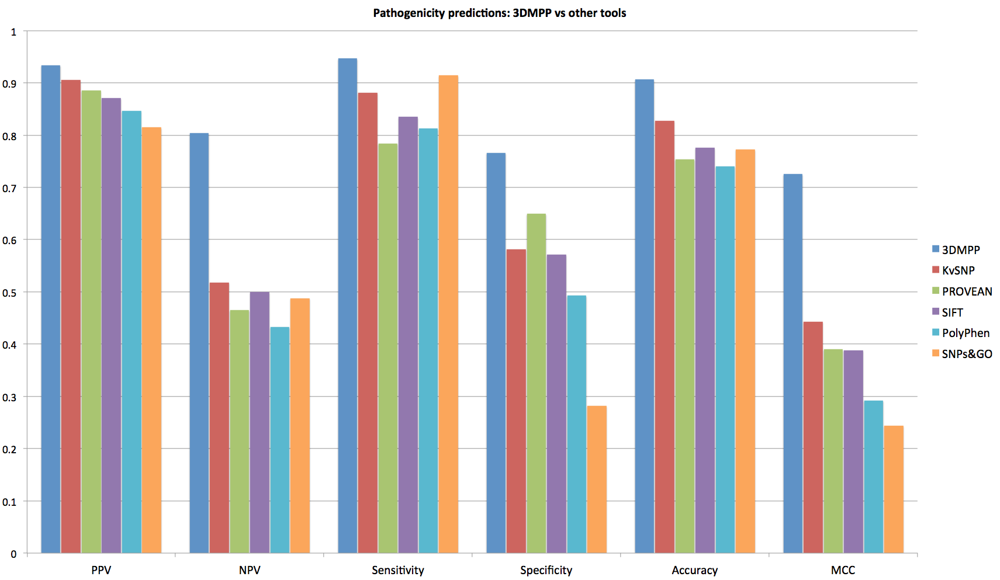 Pathogenicity predictions: 3DMPP vs other tools
1
0.9
0.8
0.7
0.6
0.5
0.4
0.3
0.2
0.1
0
PPV
NPV
Sensitivity
Specificity
Accuracy
MCC
3DMPP
KvSNP
PROVEAN
SIFT
PolyPhen
SNPs&GO